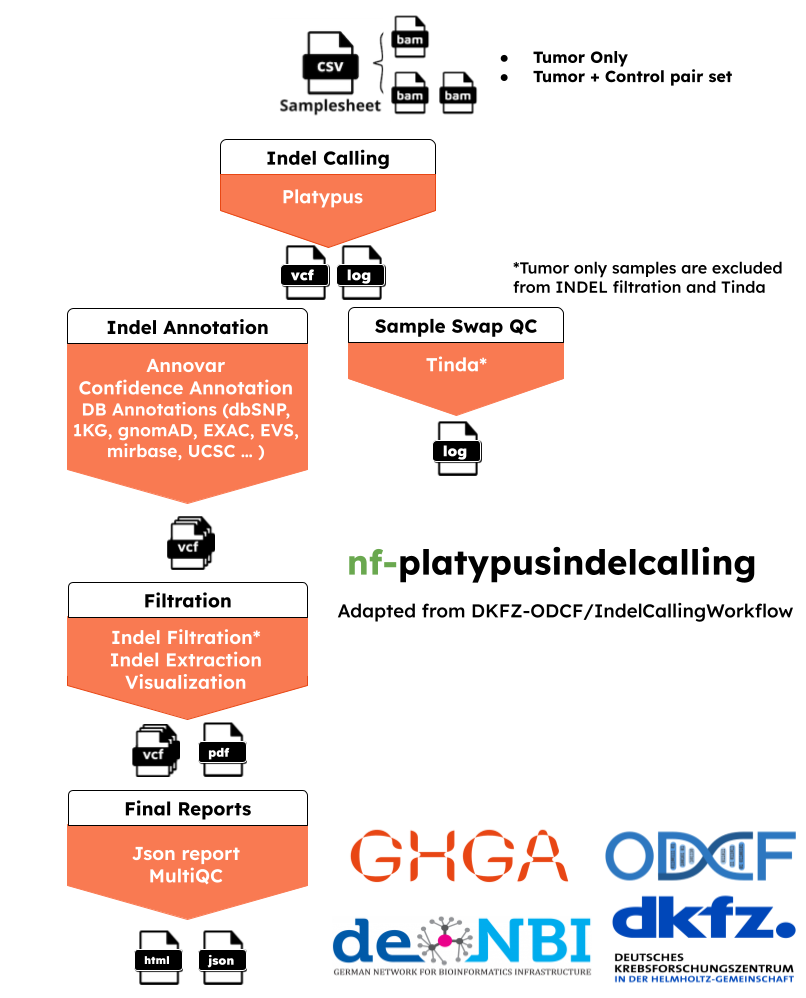 bam
csv
bam
bam
Samplesheet
● Tumor Only
● Tumor + Control pair set
Indel Calling
Platypus
vcf
log
*Tumor only samples are excluded
from INDEL filtration and Tinda
Indel Annotation
Annovar
Confidence Annotation
DB Annotations (dbSNP,
1KG, gnomAD, EXAC, EVS,
mirbase, UCSC ... )
Sample Swap QC
Tinda*
log
vcf
nf-platypusindelcalling
Adapted from DKFZ-ODCF/IndelCallingWorkflow
Filtration
Indel Filtration*
Indel Extraction
Visualization
vcf
pdf
Final Reports
Json report
MultiQC
html
json
GHGA
ODCF
de NBI
GERMAN NETWORK FOR BIOINFORMATICS INFRASTRUCTURE
dkfz.
DEUTSCHES
KREBSFORSCHUNGSZENTRUM
IN DER HELMHOLTZ-GEMEINSCHAFT